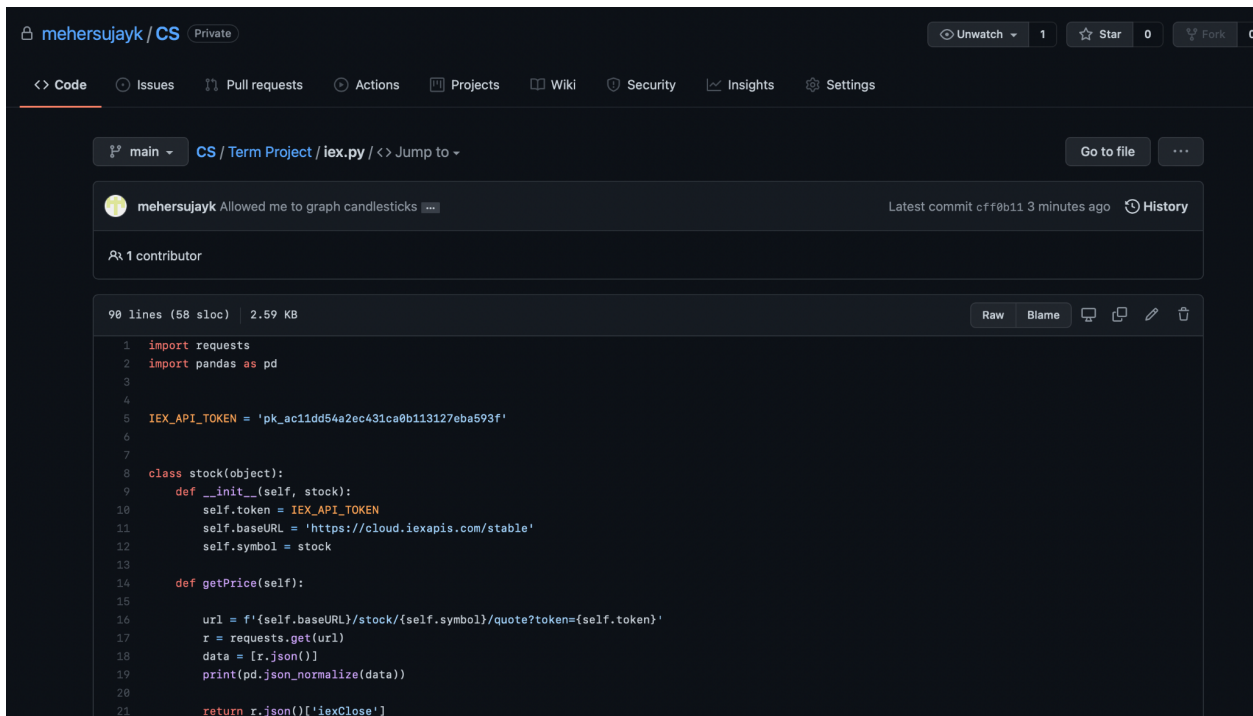 mehersujayk / CS Private Unwatch 1 Star 0 Fork
Code Issues Pull requests Actions Projects Wiki Security Insights Settings
main CS / Term Project / iex.py / <> Jump to Go to file ...
mehersujayk Allowed me to graph candlesticks ... Latest commit cff0b11 3 minutes ago History
1 contributor
90 lines (58 sloc) 2.59 KB Raw Blame
1 import requests
2 import pandas as pd
3
4
5 IEX_API_TOKEN = 'pk_ac11dd54a2ec431ca0b113127eba593f'
6
7
8 class stock(object):
9 def __init__(self, stock):
10 self.token = IEX_API_TOKEN
11 self.baseURL = 'https://cloud.iexapis.com/stable'
12 self.symbol = stock
13
14 def getPrice(self):
15
16 url = f'{self.baseURL}/stock/{self.symbol}/quote?token={self.token}'
17 r = requests.get(url)
18 data = [r.json()]
19 print(pd.json_normalize(data))
20
21 return r.json()['iexClose']